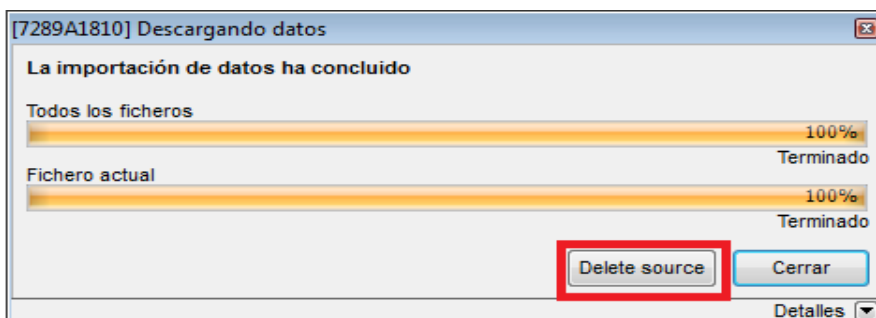 [7289A1810] Descargando datos
La importación de datos ha concluido
Todos los ficheros
100%
Terminado
Fichero actual
100%
Terminado
Delete source Cerrar
Detalles